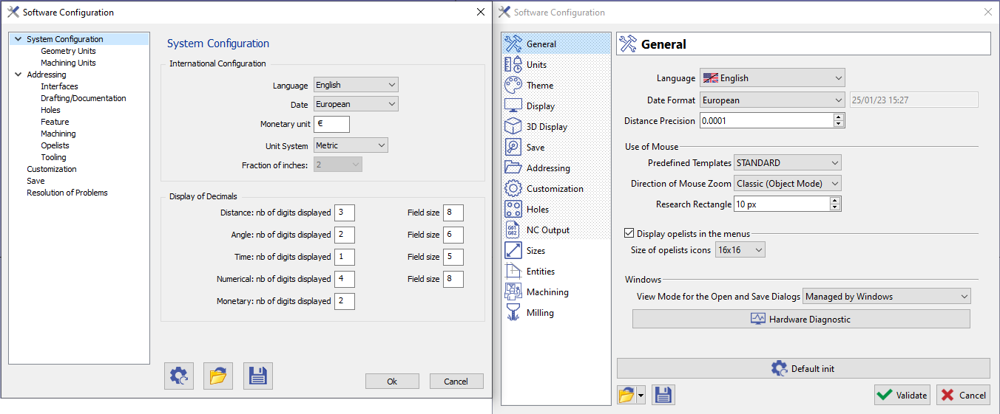 Software Configuration
System Configuration
Geometry Units
Machining Units
Addressing
Interfaces
Drafting/Documentation
Holes
Feature
Machining
Opelists
Tooling
Customization
Save
Resolution of Problems
System Configuration
International Configuration
Language English
Date European
Monetary unit €
Unit System Metric
Fraction of inches: 2
Display of Decimals
Distance: nb of digits displayed 3 Field size 8
Angle: nb of digits displayed 2 Field size 6
Time: nb of digits displayed 1 Field size 5
Numerical: nb of digits displayed 4 Field size 8
Monetary: nb of digits displayed 2
Ok Cancel
Software Configuration
General
Units
Theme
Display
3D Display
Save
Addressing
Customization
Holes
G01
G02
NC Output
Sizes
Entities
Machining
Milling
General
Language English
Date Format European 25/01/23 15:27
Distance Precision 0.0001
Use of Mouse
Predefined Templates STANDARD
Direction of Mouse Zoom Classic (Object Mode)
Research Rectangle 10 px
Display opelists in the menus
Size of opelists icons 16x16
Windows
View Mode for the Open and Save Dialogs Managed by Windows
Hardware Diagnostic
Default init
Validate Cancel